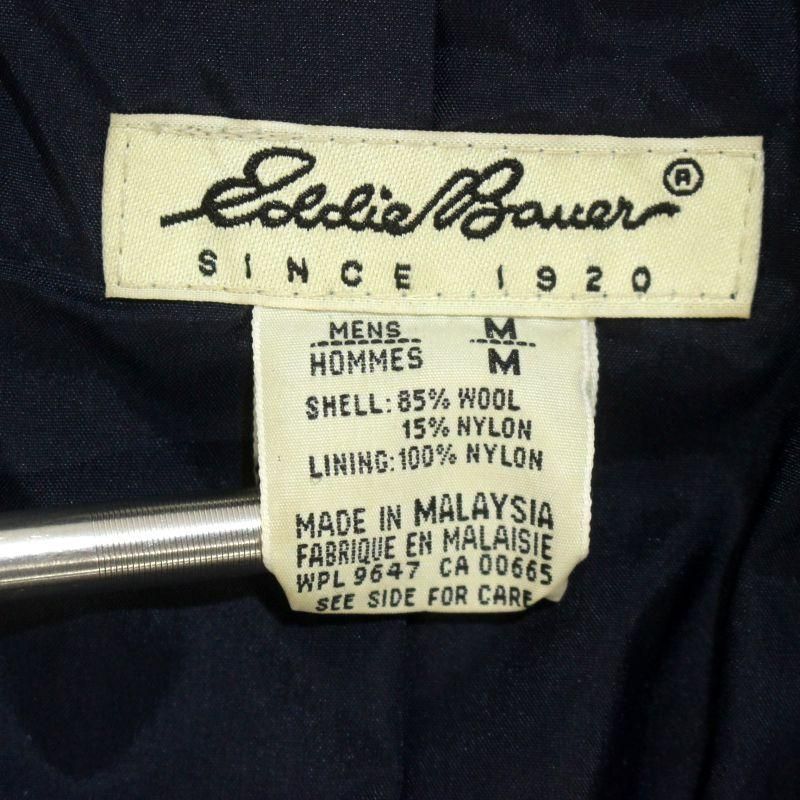 Eddie Bauer ®
SINCE 1920
MENS M
HOMMES M
SHELL: 85% WOOL
15% NYLON
LINING: 100% NYLON
MADE IN MALAYSIA
FABRIQUE EN MALAISIE
WPL 9647 CA 00665
SEE SIDE FOR CARE